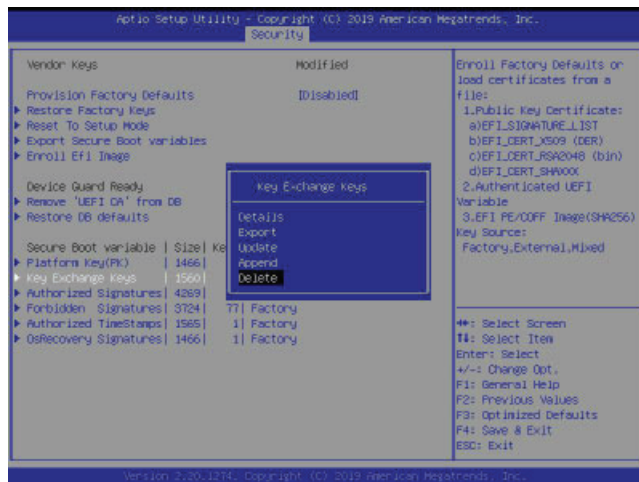 Aptio Setup Utility - Copyright (C) 2019 American Megatrends, Inc.
Security
Vendor Keys Modified
Provision Factory Defaults [Disabled]
Restore Factory Keys
Reset To Setup Mode
Export Secure Boot variables
Enroll Efi Image
Device Guard Ready
Remove 'UEFI CA' from DB
Restore DB defaults
Secure Boot variable | Size| Ke
Platform Key(PK) | 1466|
Key Exchange Keys | 1560|
Authorized Signatures| 4269|
Forbidden Signatures| 3724| 77| Factory
Authorized TimeStamps| 1565| 1| Factory
OsRecovery Signatures| 1466| 1| Factory
Key Exchange Keys
Details
Export
Update
Append
Delete
Enroll Factory Defaults or
load certificates from a
file:
1.Public Key Certificate:
a)EFI_SIGNATURE_LIST
b)EFI_CERT_X509 (DER)
c)EFI_CERT_RSA2048 (bin)
d)EFI_CERT_SHAXXX
2.Authenticated UEFI
Variable
3.EFI PE/COFF Image(SHA256)
Key Source:
Factory,External,Mixed
↔: Select Screen
↑↓: Select Item
Enter: Select
+/-: Change Opt.
F1: General Help
F2: Previous Values
F3: Optimized Defaults
F4: Save & Exit
ESC: Exit
Version 2.20.1274. Copyright (C) 2019 American Megatrends, Inc.